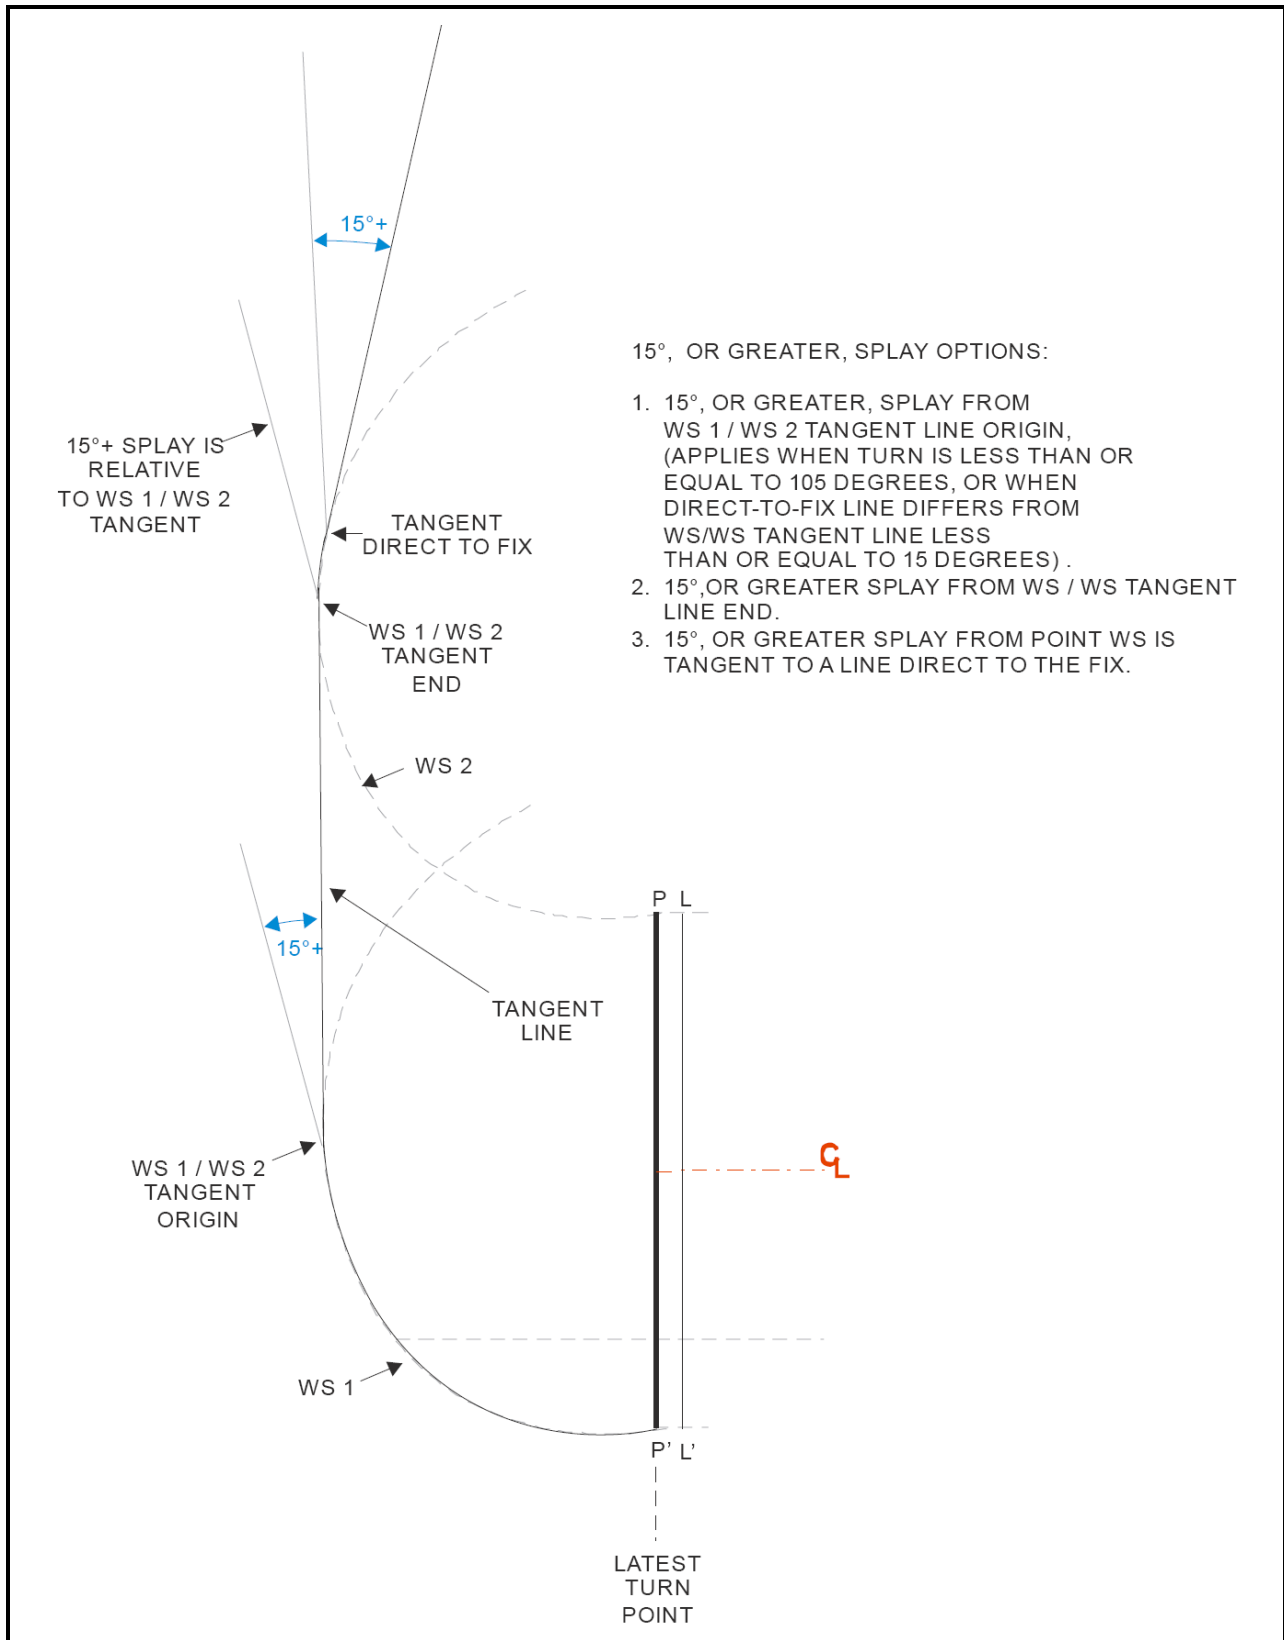 15°+
15°+ SPLAY IS
RELATIVE
TO WS 1 / WS 2
TANGENT
TANGENT
DIRECT TO FIX
WS 1 / WS 2
TANGENT
END
15°, OR GREATER, SPLAY OPTIONS:
1. 15°, OR GREATER, SPLAY FROM
WS 1 / WS 2 TANGENT LINE ORIGIN,
(APPLIES WHEN TURN IS LESS THAN OR
EQUAL TO 105 DEGREES, OR WHEN
DIRECT-TO-FIX LINE DIFFERS FROM
WS/WS TANGENT LINE LESS
THAN OR EQUAL TO 15 DEGREES) .
2. 15°,OR GREATER SPLAY FROM WS / WS TANGENT
LINE END.
3. 15°, OR GREATER SPLAY FROM POINT WS IS
TANGENT TO A LINE DIRECT TO THE FIX.
WS 2
P L
15°+
TANGENT
LINE
WS 1 / WS 2
TANGENT
ORIGIN
CL
WS 1
P’ L’
LATEST
TURN
POINT